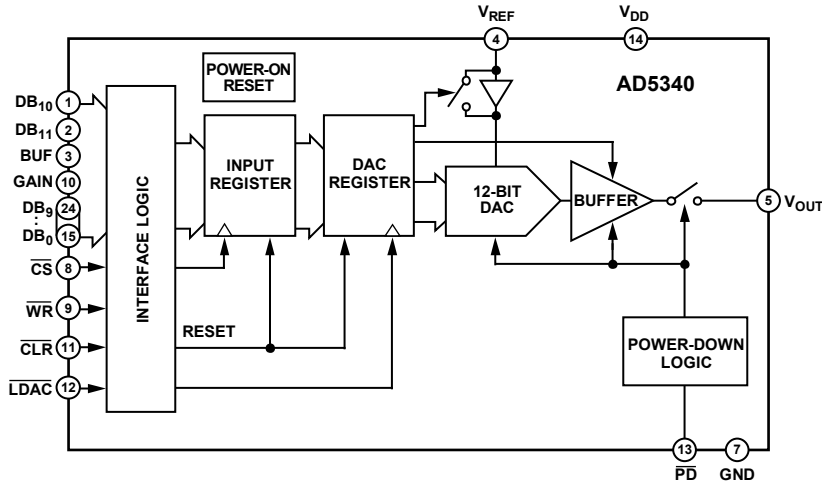 VREF
4
VDD
14
AD5340
POWER-ON
RESET
DB10 1
DB11 2
BUF 3
GAIN 10
DB9 24
:
DB0 15
CS 8
WR 9
CLR 11
LDAC 12
INTERFACE LOGIC
INPUT
REGISTER
DAC
REGISTER
12-BIT
DAC
BUFFER
5 VOUT
RESET
POWER-DOWN
LOGIC
13
PD
7
GND